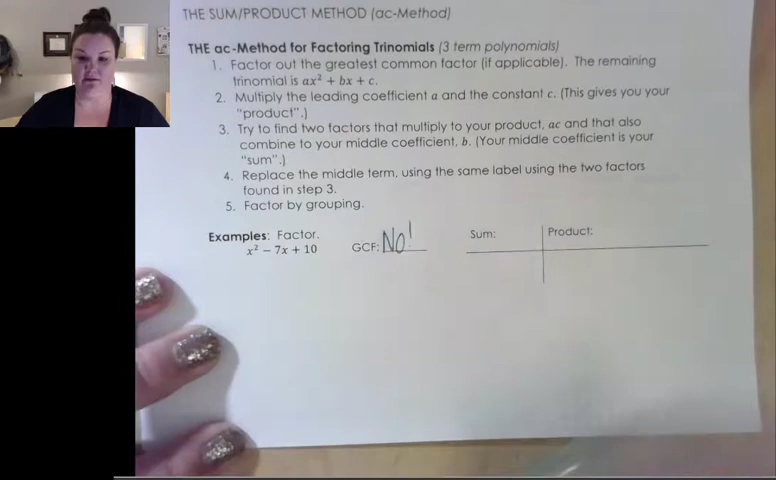 THE SUM/PRODUCT METHOD (ac-Method)
THE ac-Method for Factoring Trinomials (3 term polynomials)
1. Factor out the greatest common factor (if applicable). The remaining
trinomial is ax² + bx + c.
2. Multiply the leading coefficient a and the constant c. (This gives you your
"product".)
3. Try to find two factors that multiply to your product, ac and that also
combine to your middle coefficient, b. (Your middle coefficient is your
"sum".)
4. Replace the middle term, using the same label using the two factors
found in step 3.
5. Factor by grouping.
Examples: Factor.
x² − 7x + 10
GCF: No!
Sum: Product: